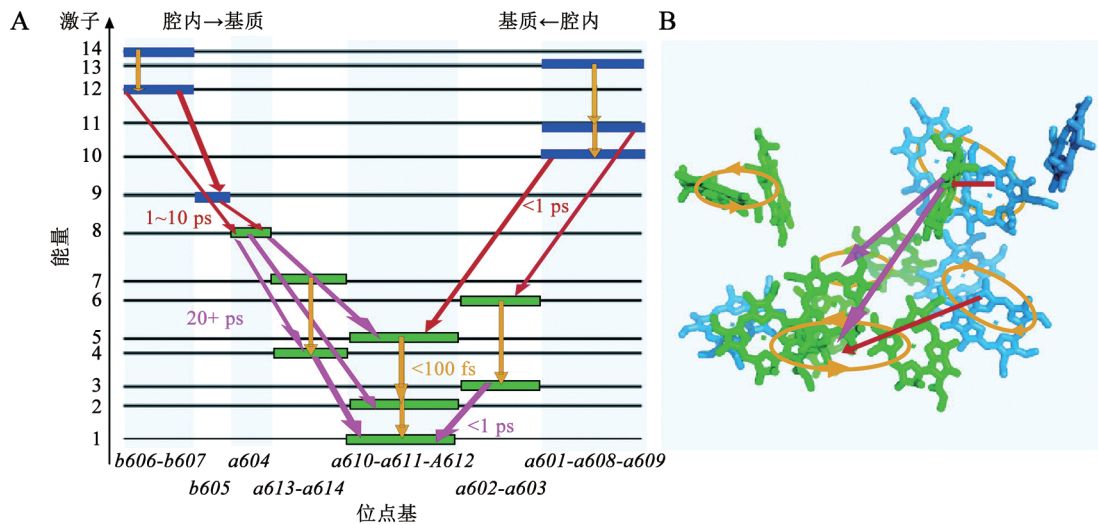 A
激子
腔内→基质
基质←腔内
B
14
13
12
11
10
9
8
7
6
5
4
3
2
1
能量
1~10 ps
<1 ps
20+ ps
<100 fs
<1 ps
b606-b607 a604 a610-a611-A612 a601-a608-a609
b605 a613-a614 a602-a603
位点基